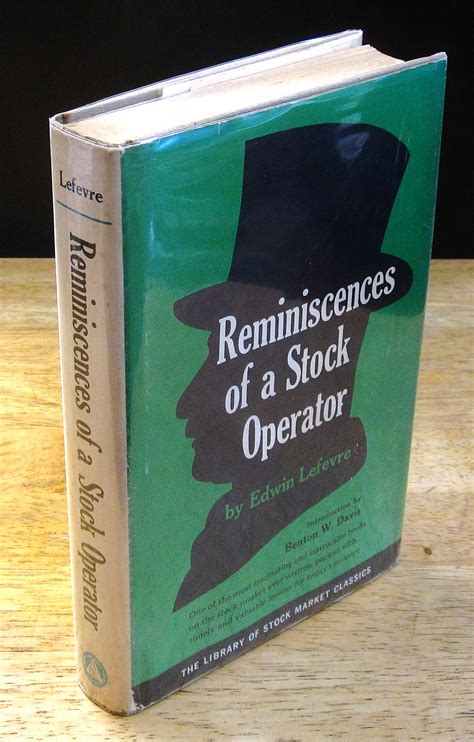 Lefevre
Reminiscences of a Stock Operator
Reminiscences
of a Stock
Operator
by Edwin Lefevre
Introduction by
Benton W. Davis
One of the most fascinating and instructive books
on the stock market ever written, packed with
timely and valuable lessons for today's investor
THE LIBRARY OF STOCK MARKET CLASSICS